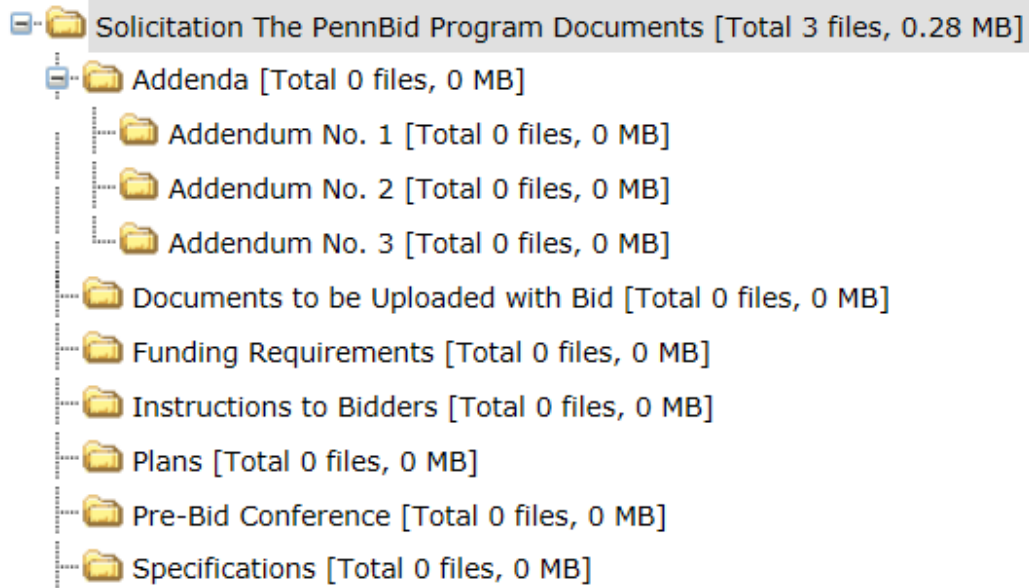 Solicitation The PennBid Program Documents [Total 3 files, 0.28 MB]
Addenda [Total 0 files, 0 MB]
Addendum No. 1 [Total 0 files, 0 MB]
Addendum No. 2 [Total 0 files, 0 MB]
Addendum No. 3 [Total 0 files, 0 MB]
Documents to be Uploaded with Bid [Total 0 files, 0 MB]
Funding Requirements [Total 0 files, 0 MB]
Instructions to Bidders [Total 0 files, 0 MB]
Plans [Total 0 files, 0 MB]
Pre-Bid Conference [Total 0 files, 0 MB]
Specifications [Total 0 files, 0 MB]